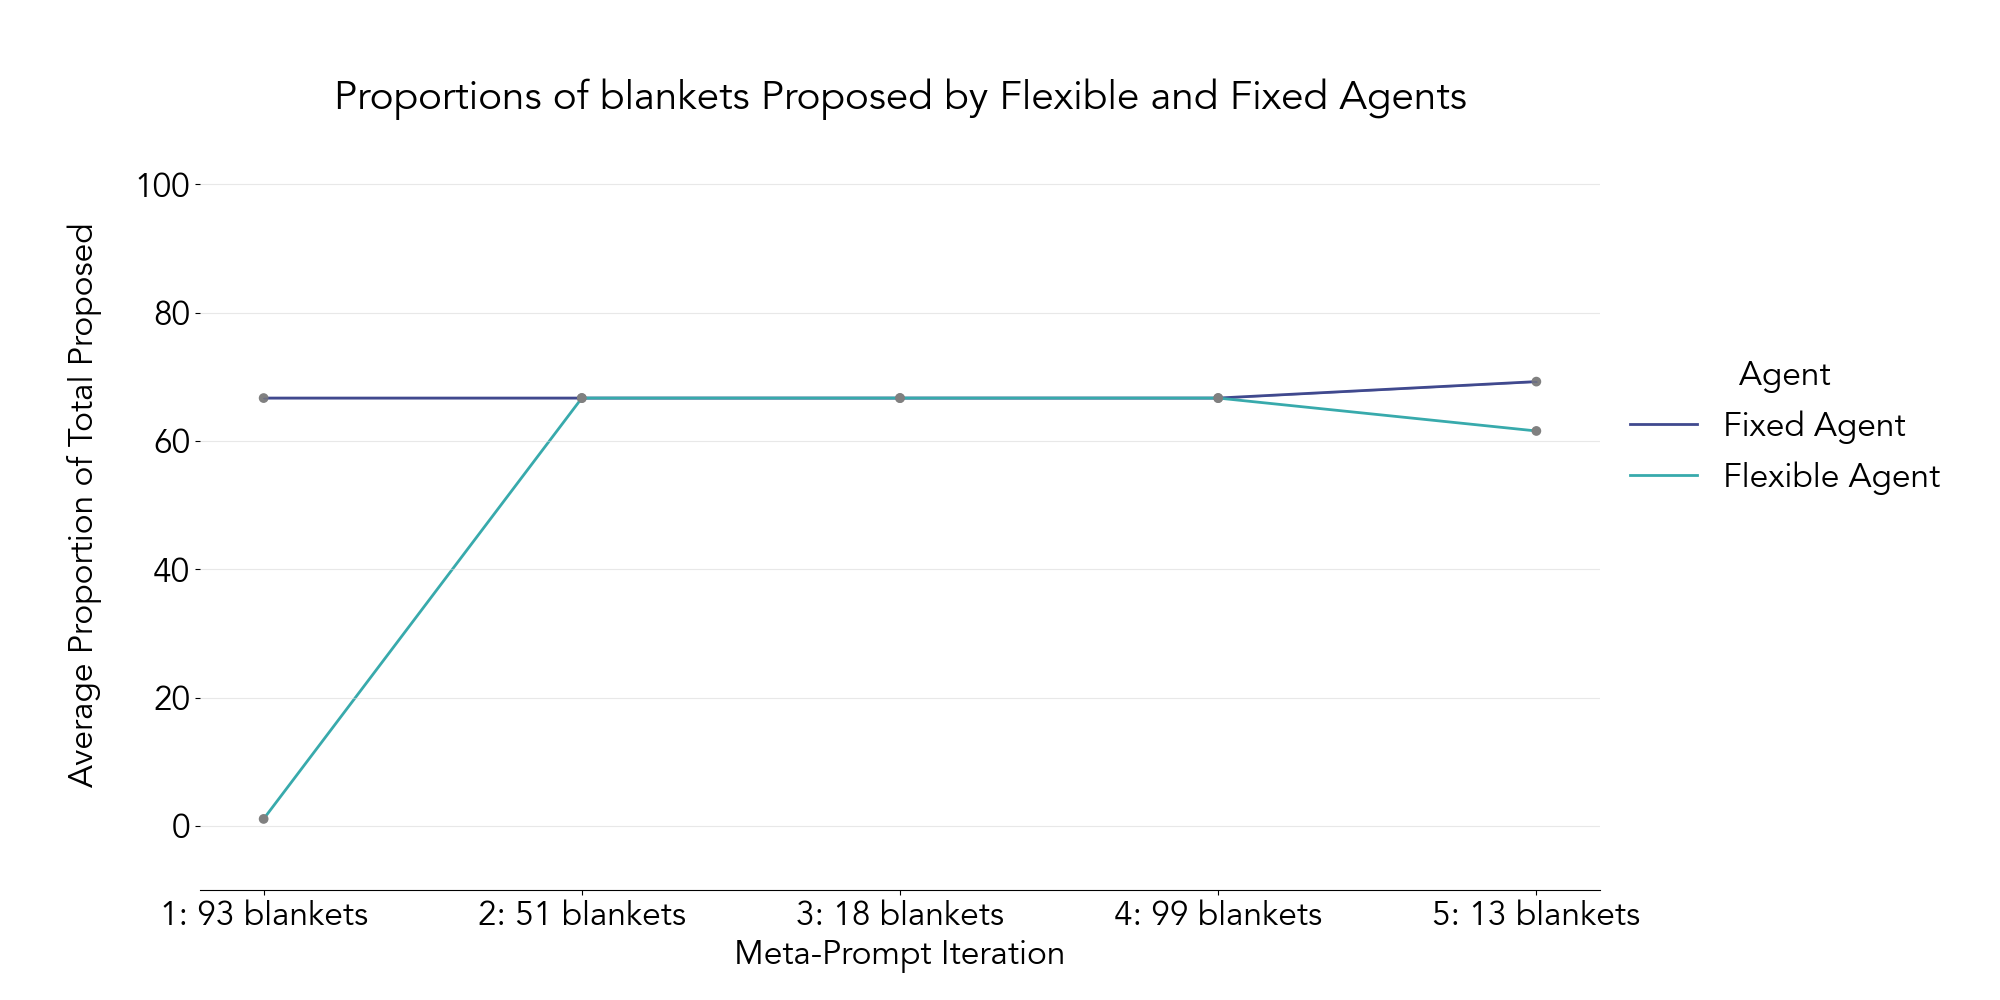 Proportions of blankets Proposed by Flexible and Fixed Agents
Average Proportion of Total Proposed
100
80
60
40
20
0
1: 93 blankets
2: 51 blankets
3: 18 blankets
4: 99 blankets
5: 13 blankets
Meta-Prompt Iteration
Agent
Fixed Agent
Flexible Agent